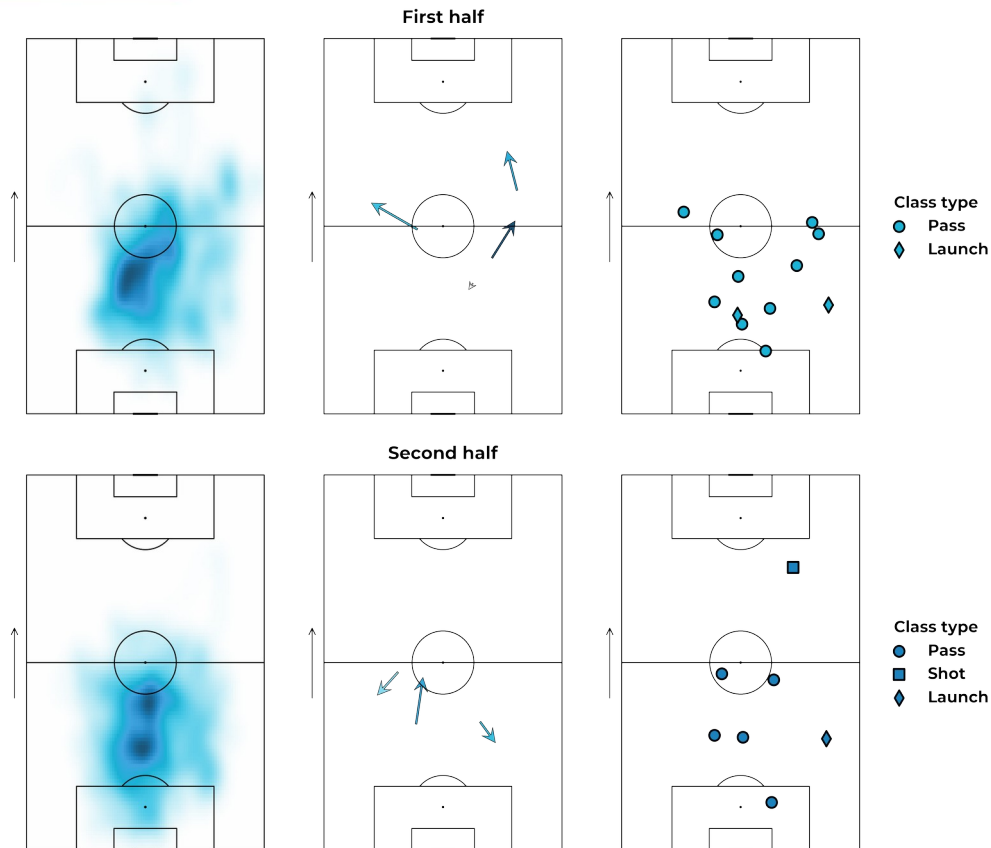 First half
Class type
Pass
Launch
Second half
Class type
Pass
Shot
Launch